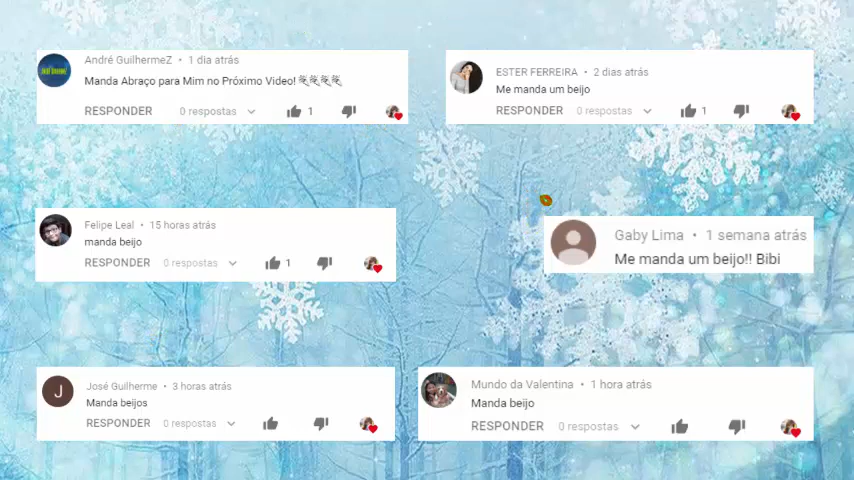 André GuilhermeZ • 1 dia atrás
Manda Abraço para Mim no Próximo Video!
RESPONDER 0 respostas 1
ESTER FERREIRA • 2 dias atrás
Me manda um beijo
RESPONDER 0 respostas 1
Felipe Leal • 15 horas atrás
manda beijo
RESPONDER 0 respostas 1
Gaby Lima • 1 semana atrás
Me manda um beijo!! Bibi
José Guilherme • 3 horas atrás
Manda beijos
RESPONDER 0 respostas
Mundo da Valentina • 1 hora atrás
Manda beijo
RESPONDER 0 respostas